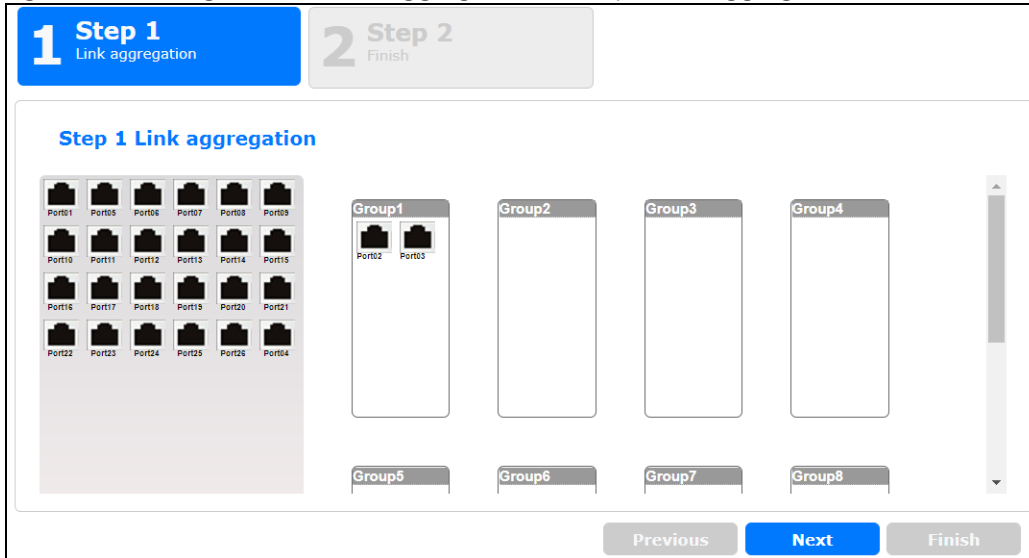 1 Step 1
Link aggregation
2 Step 2
Finish
Step 1 Link aggregation
Port01 Port05 Port06 Port07 Port08 Port09
Port10 Port11 Port12 Port13 Port14 Port15
Port16 Port17 Port18 Port19 Port20 Port21
Port22 Port23 Port24 Port25 Port26 Port04
Group1 Group2 Group3 Group4
Port02 Port03
Group5 Group6 Group7 Group8
Previous Next Finish